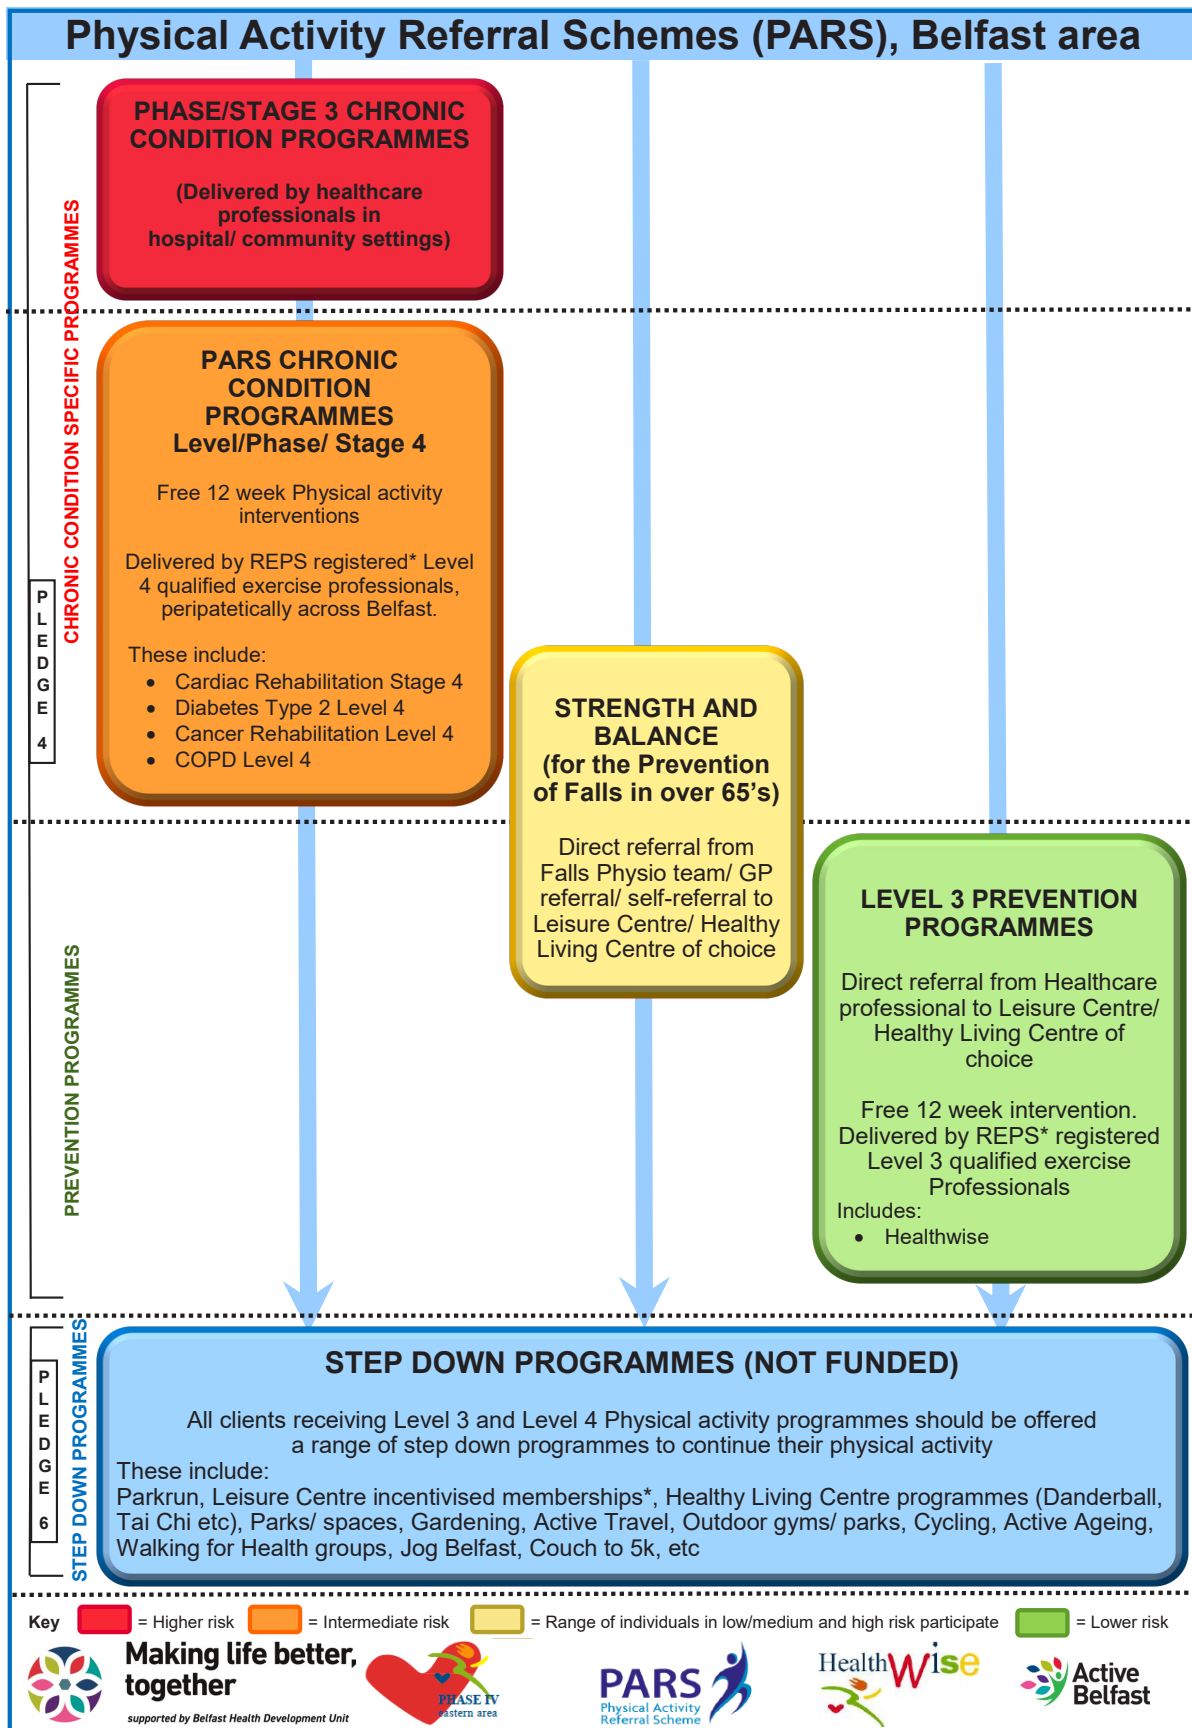 Physical Activity Referral Schemes (PARS), Belfast area
CHRONIC CONDITION SPECIFIC PROGRAMMES
PLEDGE 4
PHASE/STAGE 3 CHRONIC
CONDITION PROGRAMMES
(Delivered by healthcare
professionals in
hospital/ community settings)
PARS CHRONIC
CONDITION
PROGRAMMES
Level/Phase/ Stage 4
Free 12 week Physical activity
interventions
Delivered by REPS registered* Level
4 qualified exercise professionals,
peripatetically across Belfast.
These include:
• Cardiac Rehabilitation Stage 4
• Diabetes Type 2 Level 4
• Cancer Rehabilitation Level 4
• COPD Level 4
STRENGTH AND
BALANCE
(for the Prevention
of Falls in over 65's)
Direct referral from
Falls Physio team/ GP
referral/ self-referral to
Leisure Centre/ Healthy
Living Centre of choice
PREVENTION PROGRAMMES
LEVEL 3 PREVENTION
PROGRAMMES
Direct referral from Healthcare
professional to Leisure Centre/
Healthy Living Centre of
choice
Free 12 week intervention.
Delivered by REPS* registered
Level 3 qualified exercise
Professionals
Includes:
• Healthwise
PLEDGE 6
STEP DOWN PROGRAMMES
STEP DOWN PROGRAMMES (NOT FUNDED)
All clients receiving Level 3 and Level 4 Physical activity programmes should be offered
a range of step down programmes to continue their physical activity
These include:
Parkrun, Leisure Centre incentivised memberships*, Healthy Living Centre programmes (Danderball,
Tai Chi etc), Parks/ spaces, Gardening, Active Travel, Outdoor gyms/ parks, Cycling, Active Ageing,
Walking for Health groups, Jog Belfast, Couch to 5k, etc
Key = Higher risk = Intermediate risk = Range of individuals in low/medium and high risk participate = Lower risk
Making life better,
together
supported by Belfast Health Development Unit
PHASE IV
eastern area
PARS
Physical Activity
Referral Scheme
HealthWise
Active
Belfast